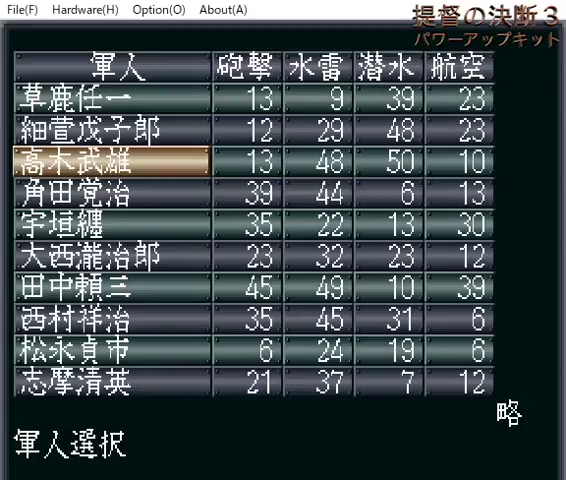 File(F) Hardware(H) Option(O) About(A)
提督の決断3
パワーアップキット
軍人 砲撃 水雷 潜水 航空
草鹿任一 13 9 39 23
細萱戊子郎 12 29 48 23
高木武雄 13 48 50 10
角田覚治 39 44 6 13
宇垣纏 35 22 13 30
大西瀧治郎 23 32 23 12
田中頼三 45 49 10 39
西村祥治 35 45 31 6
松永貞市 6 24 19 6
志摩清英 21 37 7 12
略
軍人選択